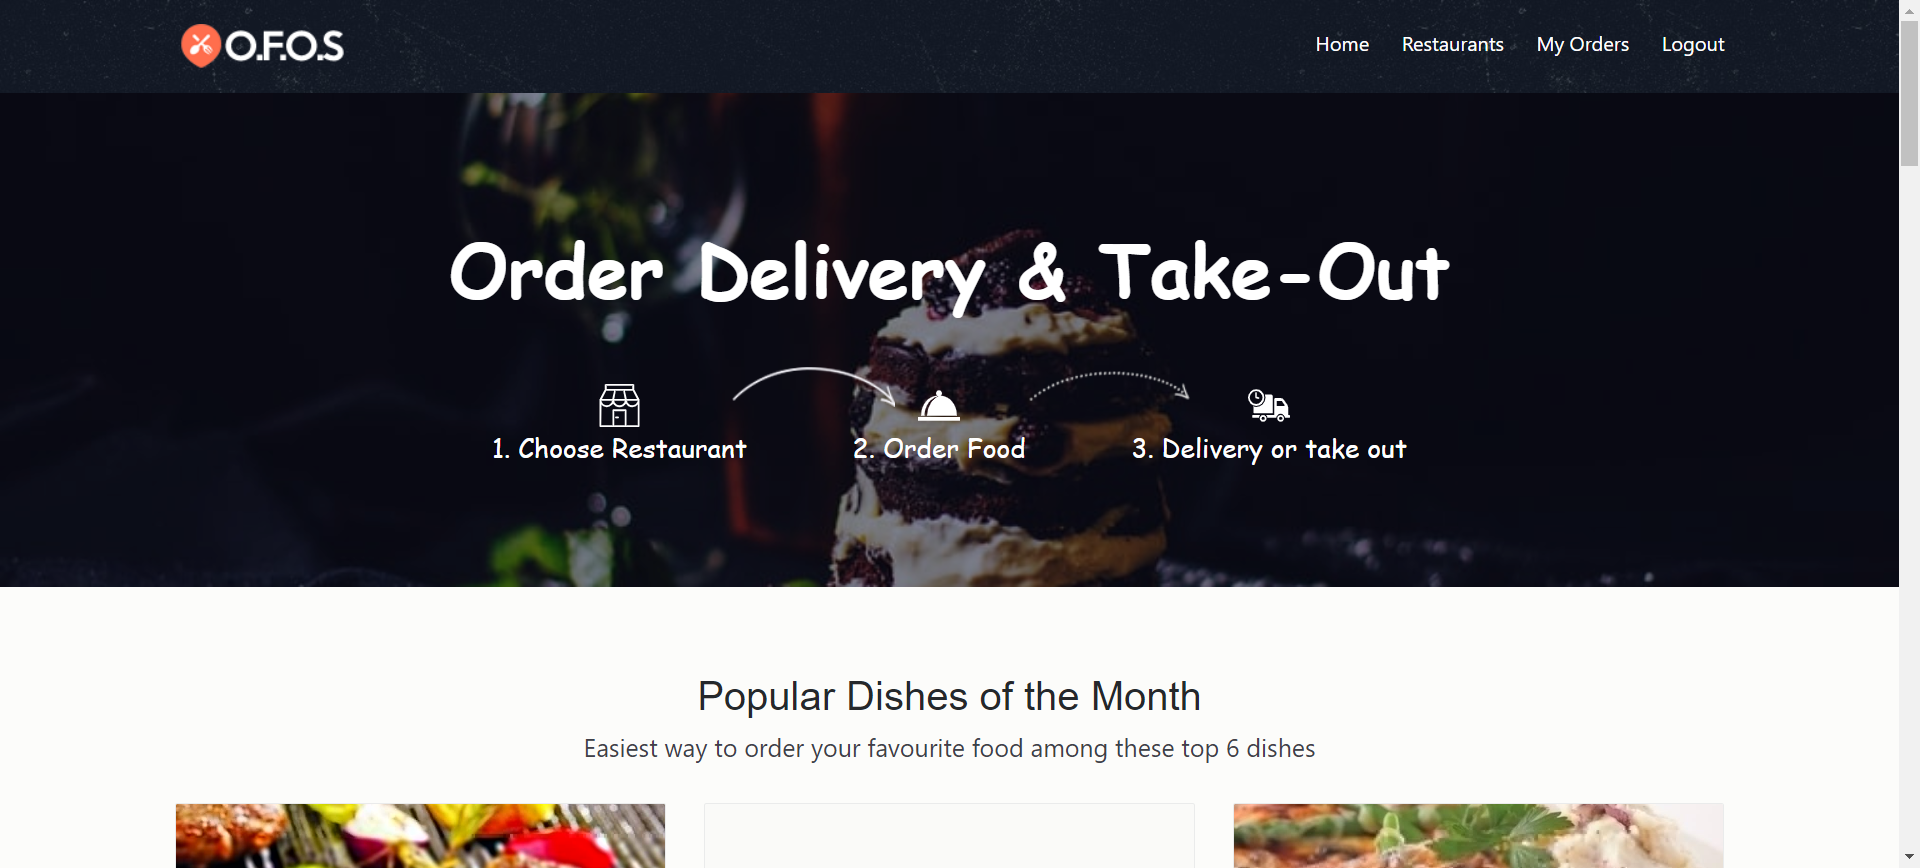 O.F.O.S
Home Restaurants My Orders Logout
Order Delivery & Take-Out
1. Choose Restaurant 2. Order Food 3. Delivery or take out
Popular Dishes of the Month
Easiest way to order your favourite food among these top 6 dishes